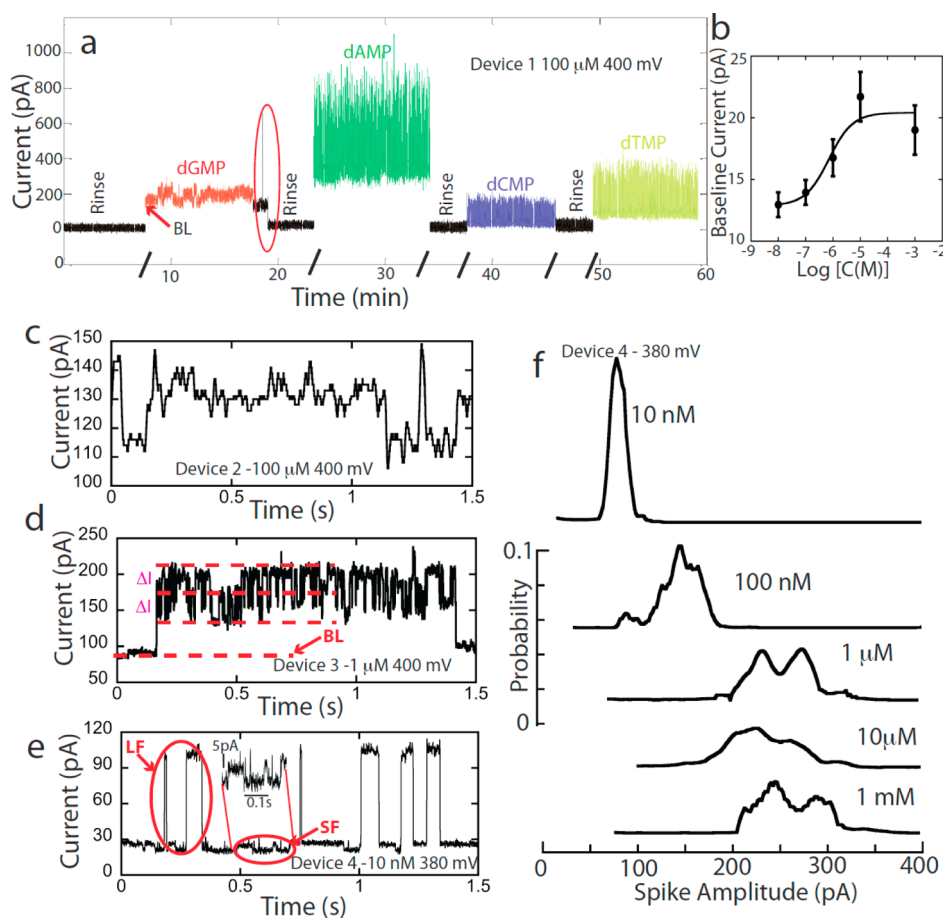 a
Device 1 100 μM 400 mV
Current (pA)
1000
800
600
400
200
0
0
Rinse
dGMP
BL
Rinse
dAMP
Rinse
dCMP
Rinse
dTMP
10
20
30
40
50
60
Time (min)
b
Baseline Current (pA)
25
20
15
10
-9 -8 -7 -6 -5 -4 -3 -2
Log [C(M)]
c
Current (pA)
150
140
130
120
110
100
Device 2 -100 μM 400 mV
0 0.5 1 1.5
Time (s)
d
Current (pA)
250
200
150
100
50
ΔI
ΔI
BL
Device 3 -1 μM 400 mV
0 0.5 1 1.5
Time (s)
e
Current (pA)
120
90
60
30
0
LF
5pA
0.1s
SF
Device 4 -10 nM 380 mV
0 0.5 1 1.5
Time (s)
f
Device 4 - 380 mV
10 nM
0.1
100 nM
Probability
1 μM
0
10μM
1 mM
0 100 200 300 400
Spike Amplitude (pA)